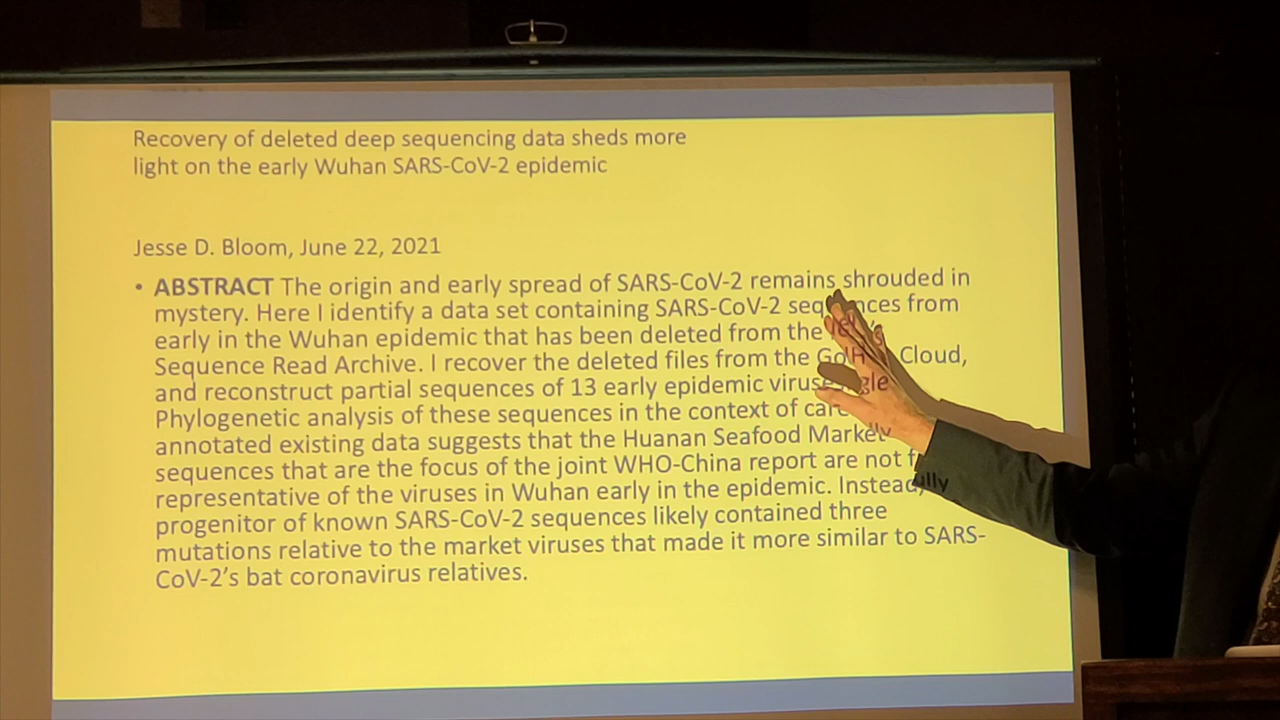 Recovery of deleted deep sequencing data sheds more
light on the early Wuhan SARS-CoV-2 epidemic
Jesse D. Bloom, June 22, 2021
• ABSTRACT The origin and early spread of SARS-CoV-2 remains shrouded in
mystery. Here I identify a data set containing SARS-CoV-2 sequences from
early in the Wuhan epidemic that has been deleted from the
Sequence Read Archive. I recover the deleted files from the Cloud,
and reconstruct partial sequences of 13 early epidemic
Phylogenetic analysis of these sequences in the context of
annotated existing data suggests that the Huanan Seafood Market
sequences that are the focus of the joint WHO-China report are not fully
representative of the viruses in Wuhan early in the epidemic. Instead,
progenitor of known SARS-CoV-2 sequences likely contained three
mutations relative to the market viruses that made it more similar to SARS-
CoV-2’s bat coronavirus relatives.